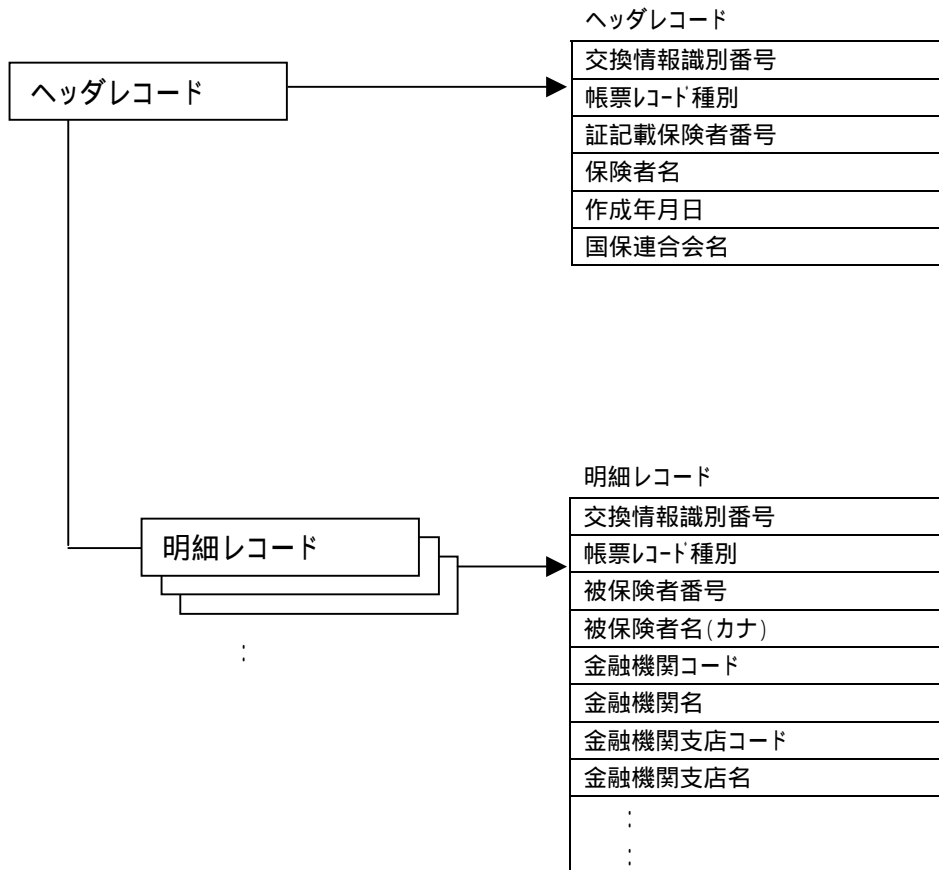 ヘッダレコード
ヘッダレコード
交換情報識別番号
帳票ﾚｺｰﾄﾞ種別
証記載保険者番号
保険者名
作成年月日
国保連合会名
明細レコード
明細レコード
交換情報識別番号
帳票ﾚｺｰﾄﾞ種別
被保険者番号
被保険者名(カナ)
金融機関コード
金融機関名
金融機関支店コード
金融機関支店名
:
:
: